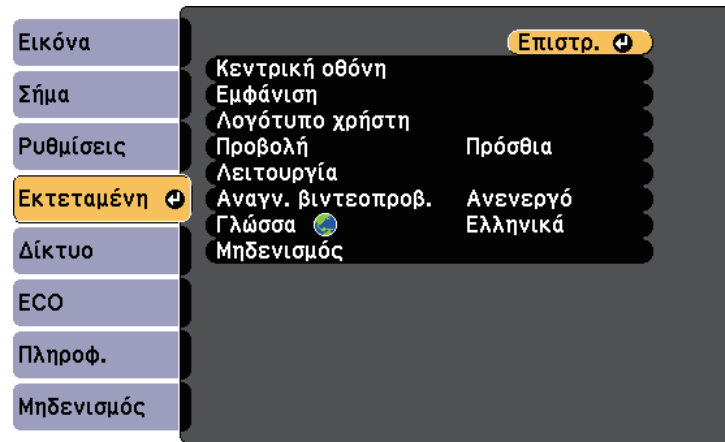 Εικόνα
Σήμα
Ρυθμίσεις
Εκτεταμένη
Δίκτυο
ECO
Πληροφ.
Μηδενισμός
Επιστρ.
Κεντρική οθόνη
Εμφάνιση
Λογότυπο χρήστη
Προβολή Πρόσθια
Λειτουργία
Αναγν. βιντεοπροβ. Ανενεργό
Γλώσσα Ελληνικά
Μηδενισμός